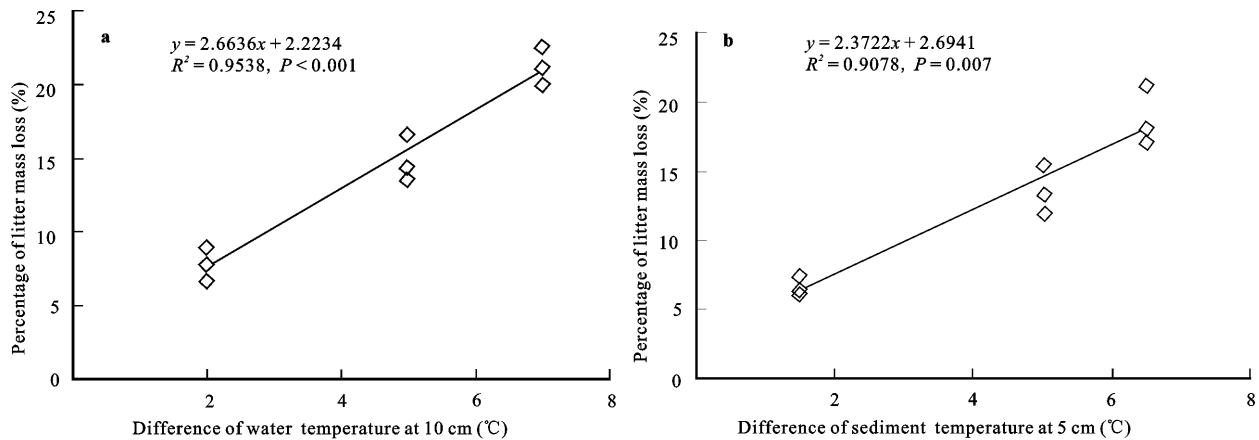 a
y = 2.6636x + 2.2234
R² = 0.9538, P < 0.001
Percentage of litter mass loss (%)
25
20
15
10
5
0
2 4 6 8
Difference of water temperature at 10 cm (℃)
b
y = 2.3722x + 2.6941
R² = 0.9078, P = 0.007
Percentage of litter mass loss (%)
25
20
15
10
5
0
2 4 6 8
Difference of sediment temperature at 5 cm (℃)